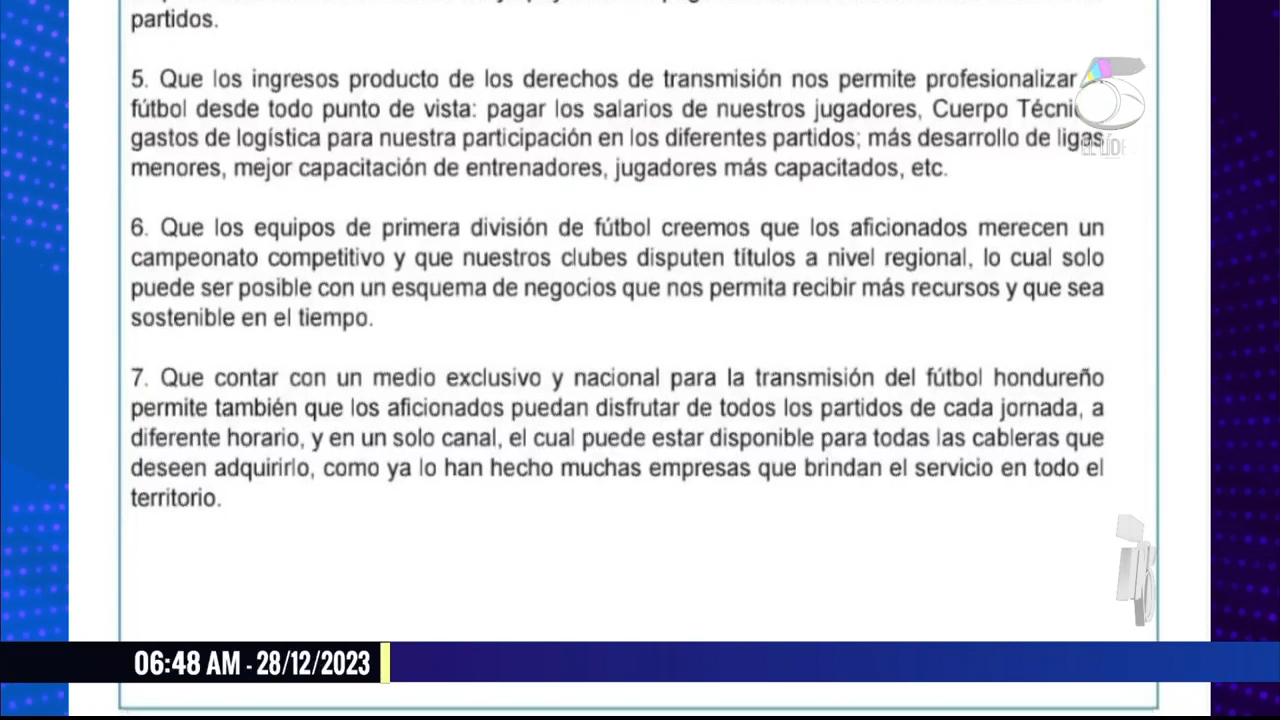 partidos.
5. Que los ingresos producto de los derechos de transmisión nos permite profesionalizar
fútbol desde todo punto de vista: pagar los salarios de nuestros jugadores, Cuerpo
gastos de logística para nuestra participación en los diferentes partidos; más desarrollo de ligas
menores, mejor capacitación de entrenadores, jugadores más capacitados, etc.
6. Que los equipos de primera división de fútbol creemos que los aficionados merecen un
campeonato competitivo y que nuestros clubes disputen títulos a nivel regional, lo cual solo
puede ser posible con un esquema de negocios que nos permita recibir más recursos y que sea
sostenible en el tiempo.
7. Que contar con un medio exclusivo y nacional para la transmisión del fútbol hondureño
permite también que los aficionados puedan disfrutar de todos los partidos de cada jornada, a
diferente horario, y en un solo canal, el cual puede estar disponible para todas las cableras que
deseen adquirirlo, como ya lo han hecho muchas empresas que brindan el servicio en todo el
territorio.
06:48 AM - 28/12/2023